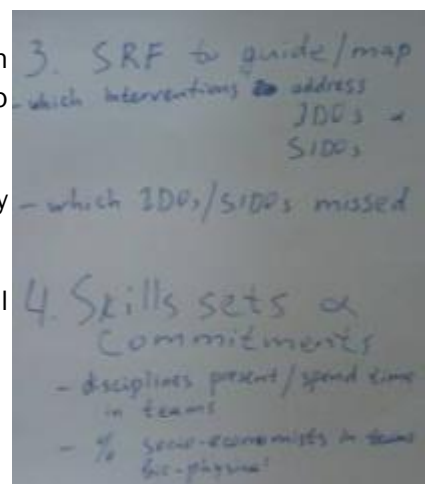 3. SRF to guide/map
- which interventions to address
IDOs &
SIDOs
- which IDOs/SIDOs missed
4. Skills sets &
Commitments
- disciplines present/spend time
in teams
- % socio-economists in teams
bio-physical